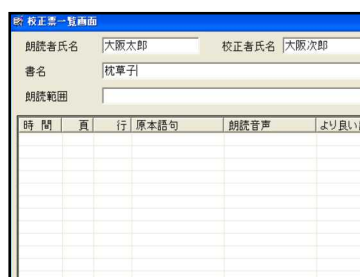 校正票一覧画面
朗読者氏名 大阪太郎 校正者氏名 大阪次郎
書名 枕草子
朗読範囲
時間 頁 行 原本語句 朗読音声 より良い